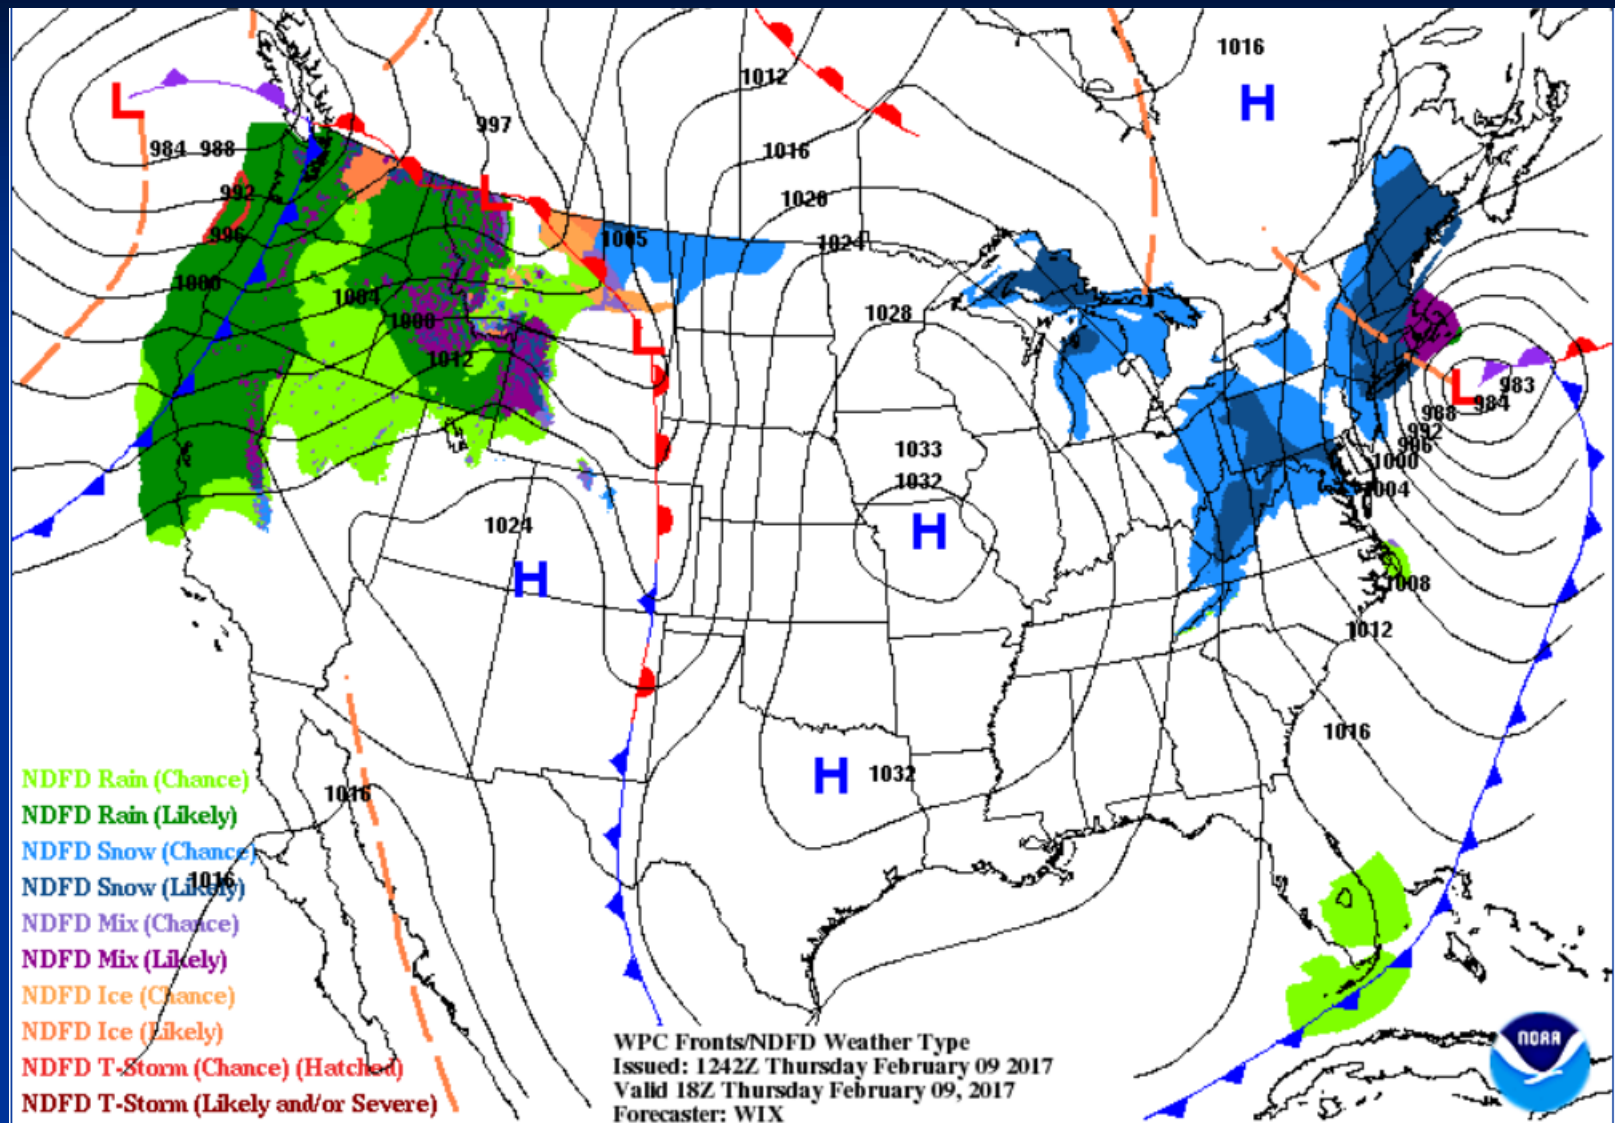 1016
1012
H
L
997
984 988
1016
992
L
1020
996
1005
1024
1000
1004
1028
1000
L
1012
983
L
984
988
992
996
1033
1000
1032
1004
1024
H
H
1008
1012
1016
H
1032
1016
1016
NDFD Rain (Chance)
NDFD Rain (Likely)
NDFD Snow (Chance)
NDFD Snow (Likely)
NDFD Mix (Chance)
NDFD Mix (Likely)
NDFD Ice (Chance)
NDFD Ice (Likely)
NDFD T-Storm (Chance) (Hatched)
NDFD T-Storm (Likely and/or Severe)
WPC Fronts/NDFD Weather Type
Issued: 1242Z Thursday February 09 2017
Valid 18Z Thursday February 09, 2017
Forecaster: WIX
NOAA